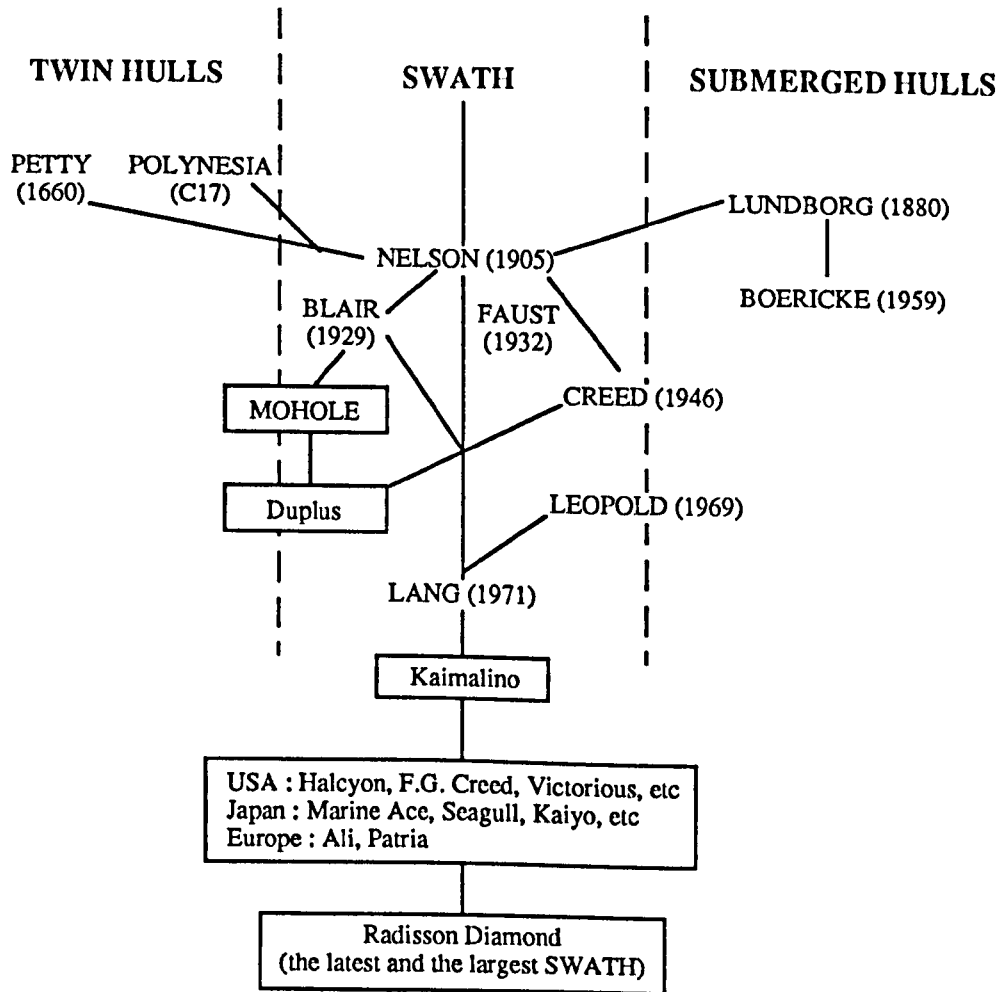 TWIN HULLS
SWATH
SUBMERGED HULLS
PETTY
(1660)
POLYNESIA
(C17)
LUNDBORG (1880)
NELSON (1905)
BOERICKE (1959)
BLAIR
(1929)
FAUST
(1932)
CREED (1946)
MOHOLE
Duplus
LEOPOLD (1969)
LANG (1971)
Kaimalino
USA : Halcyon, F.G. Creed, Victorious, etc
Japan : Marine Ace, Seagull, Kaiyo, etc
Europe : Ali, Patria
Radisson Diamond
(the latest and the largest SWATH)